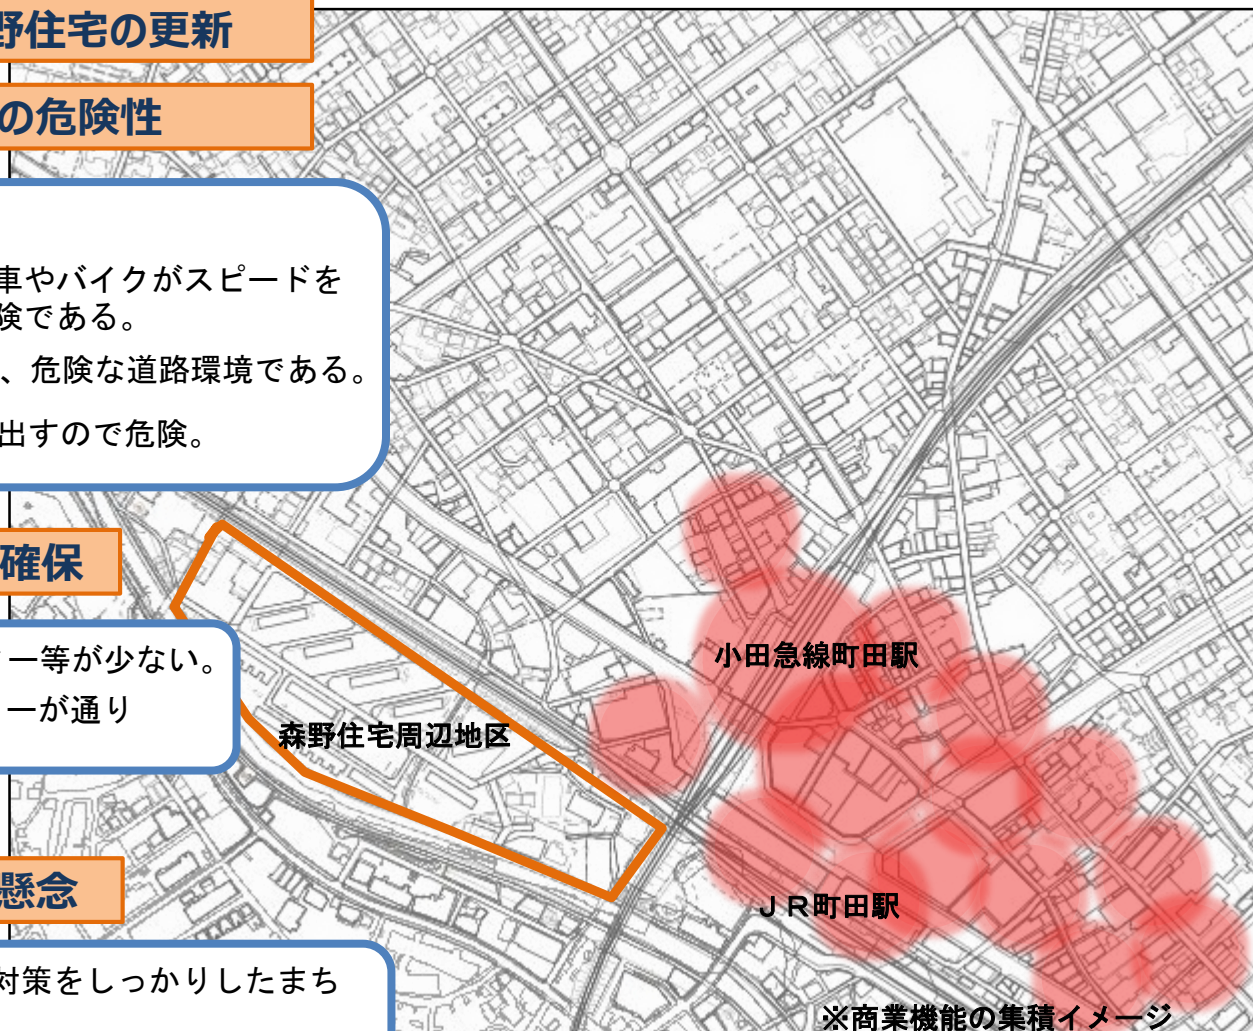 野住宅の更新
の危険性
車やバイクがスピードを
険である。
、危険な道路環境である。
出すので危険。
確保
ー等が少ない。
ーが通り
懸念
対策をしっかりしたまち
小田急線町田駅
森野住宅周辺地区
ＪＲ町田駅
※商業機能の集積イメージ